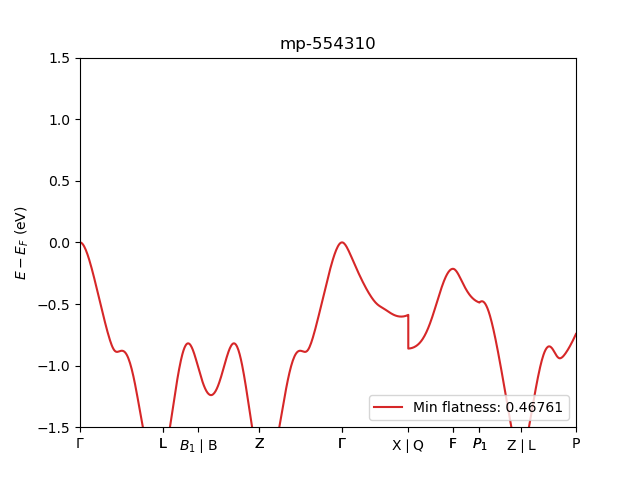 mp-554310
1.5
1.0
0.5
0.0
−0.5
−1.0
−1.5
E − E_F (eV)
Min flatness: 0.46761
Γ L B₁ | B Z Γ X | Q F P₁ Z | L P